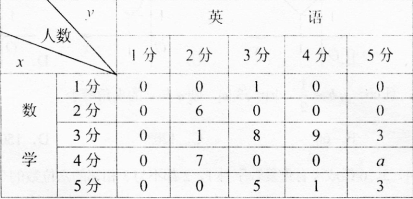 y 英 语
人数
x 1分 2分 3分 4分 5分
1分 0 0 1 0 0
数 2分 0 6 0 0 0
3分 0 1 8 9 3
学 4分 0 7 0 0 a
5分 0 0 5 1 3